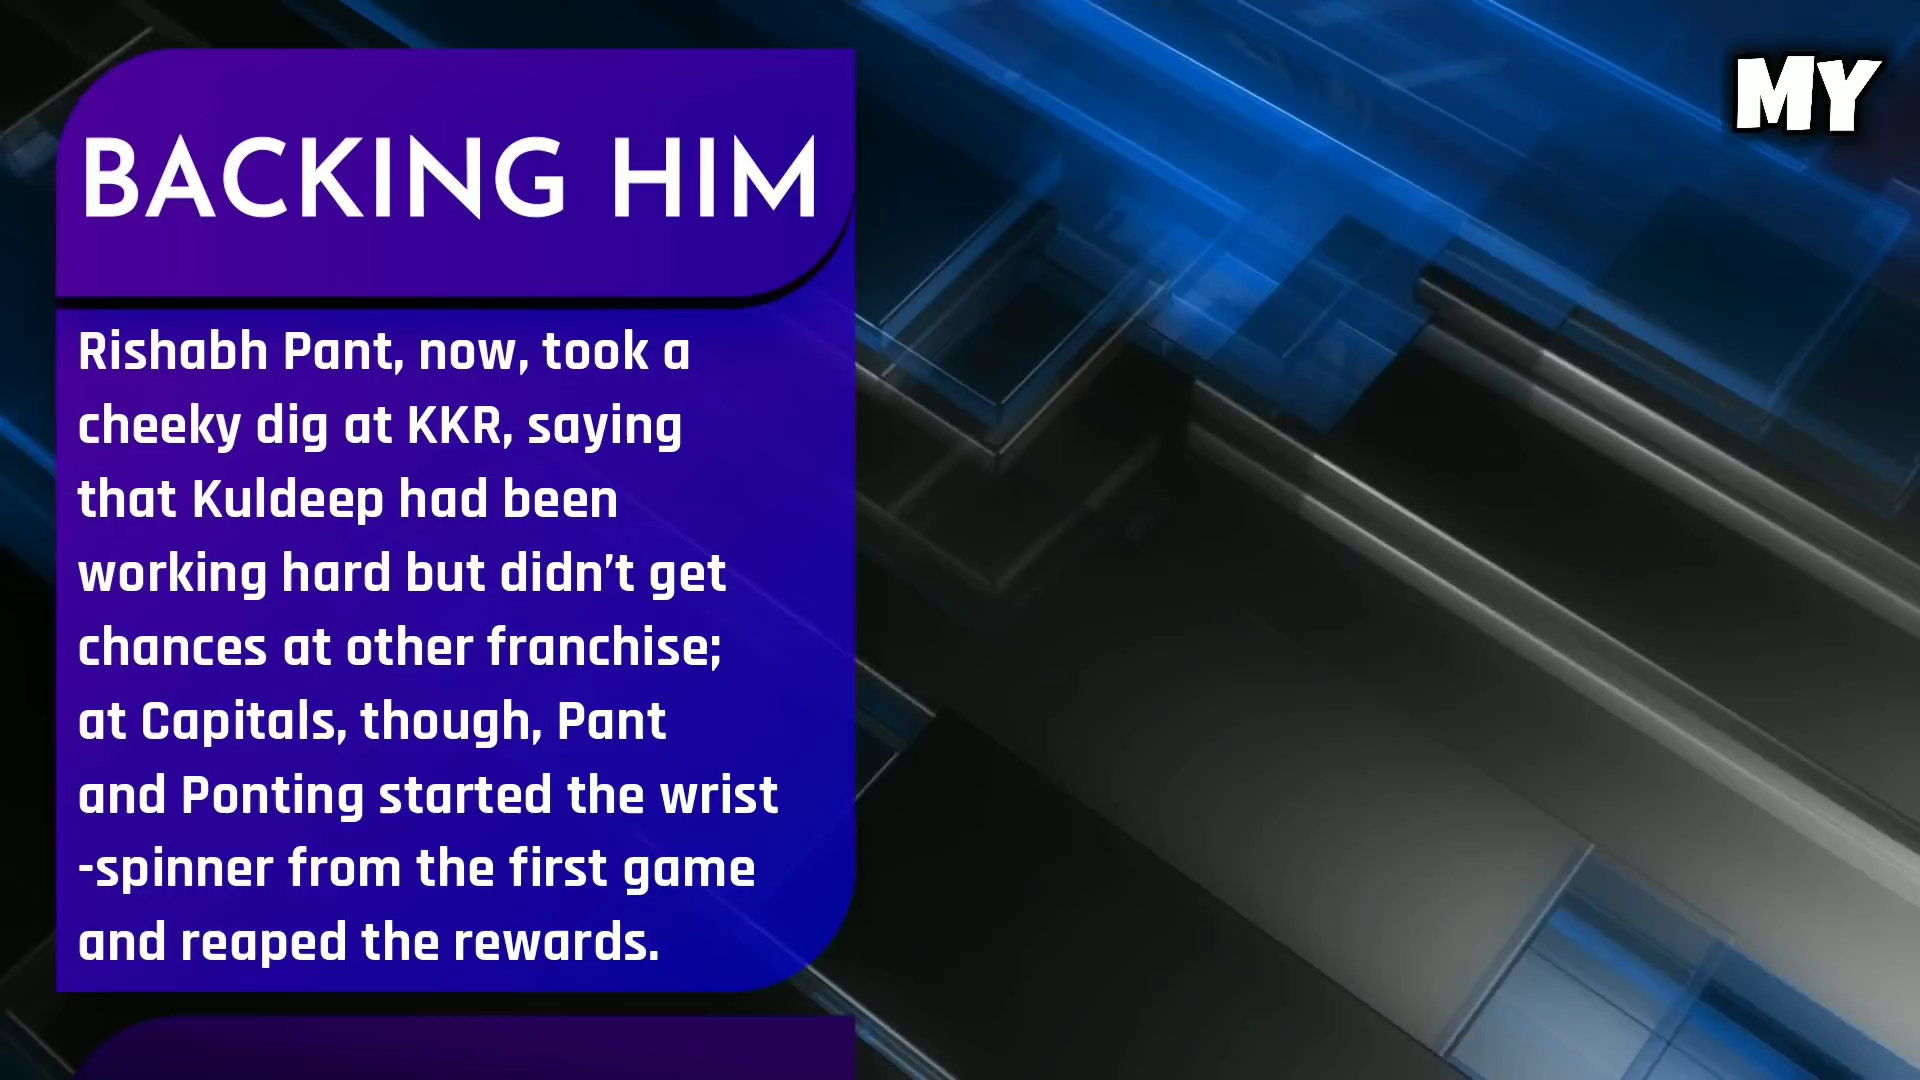 BACKING HIM
MY
Rishabh Pant, now, took a
cheeky dig at KKR, saying
that Kuldeep had been
working hard but didn't get
chances at other franchise;
at Capitals, though, Pant
and Ponting started the wrist
-spinner from the first game
and reaped the rewards.